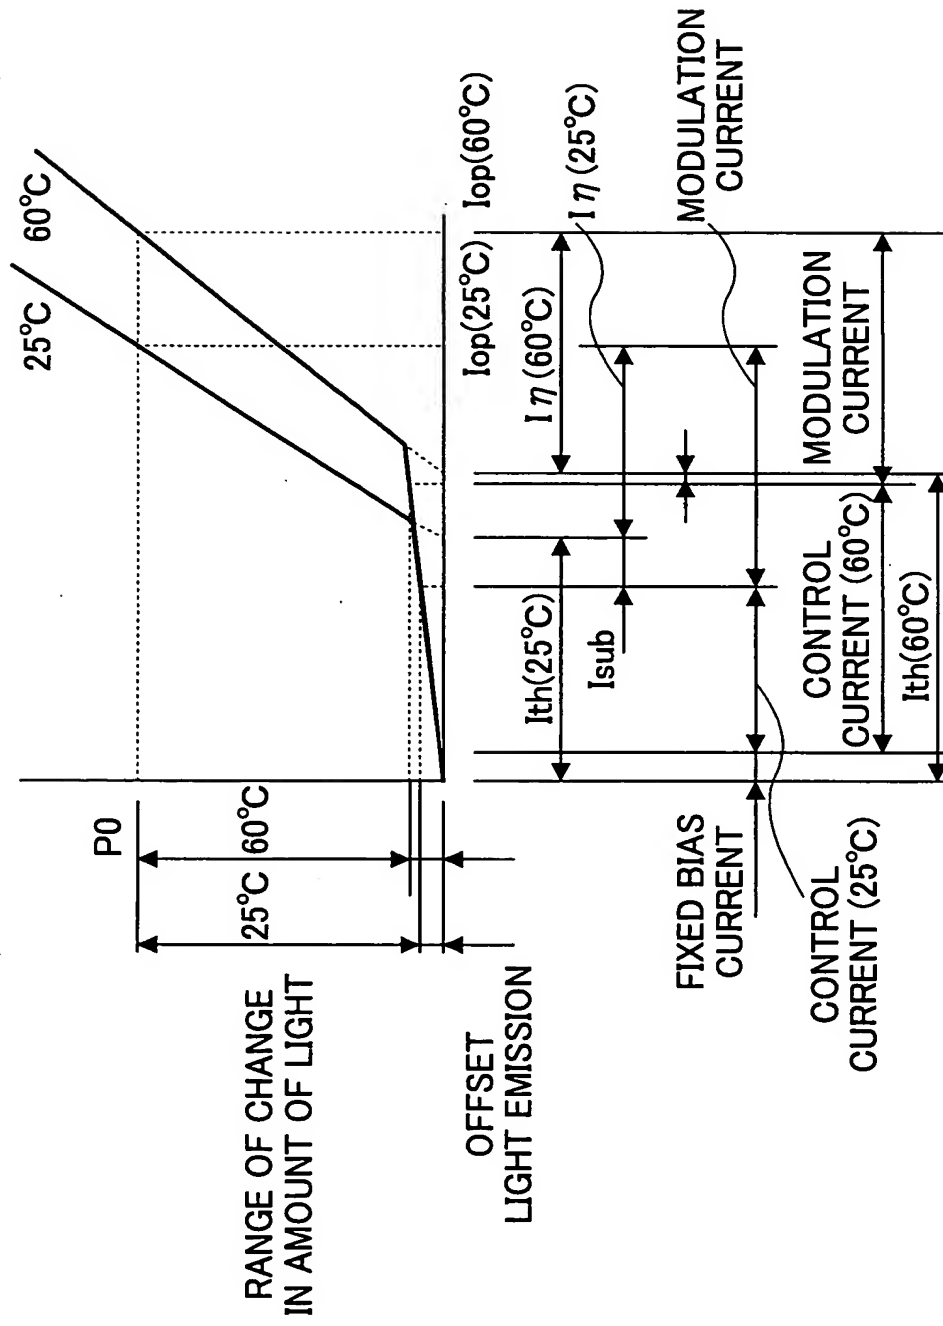 25°C
60°C
P0
25°C
60°C
RANGE OF CHANGE
IN AMOUNT OF LIGHT
OFFSET
LIGHT EMISSION
Iop(25°C)
Iop(60°C)
Iη(60°C)
Iη(25°C)
Ith(25°C)
Isub
MODULATION
CURRENT
FIXED BIAS
CURRENT
CONTROL
CURRENT (25°C)
CONTROL
CURRENT (60°C)
MODULATION
CURRENT
Ith(60°C)